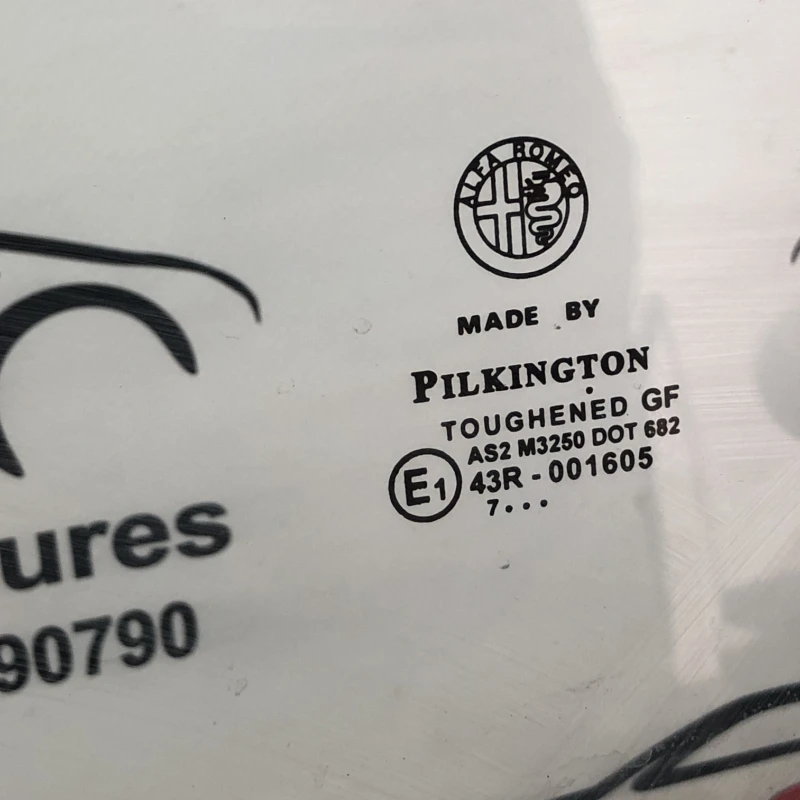 ALFA ROMEO
MADE BY
PILKINGTON
TOUGHENED GF
AS2 M3250 DOT 682
E1 43R - 001605
7...
ures
90790